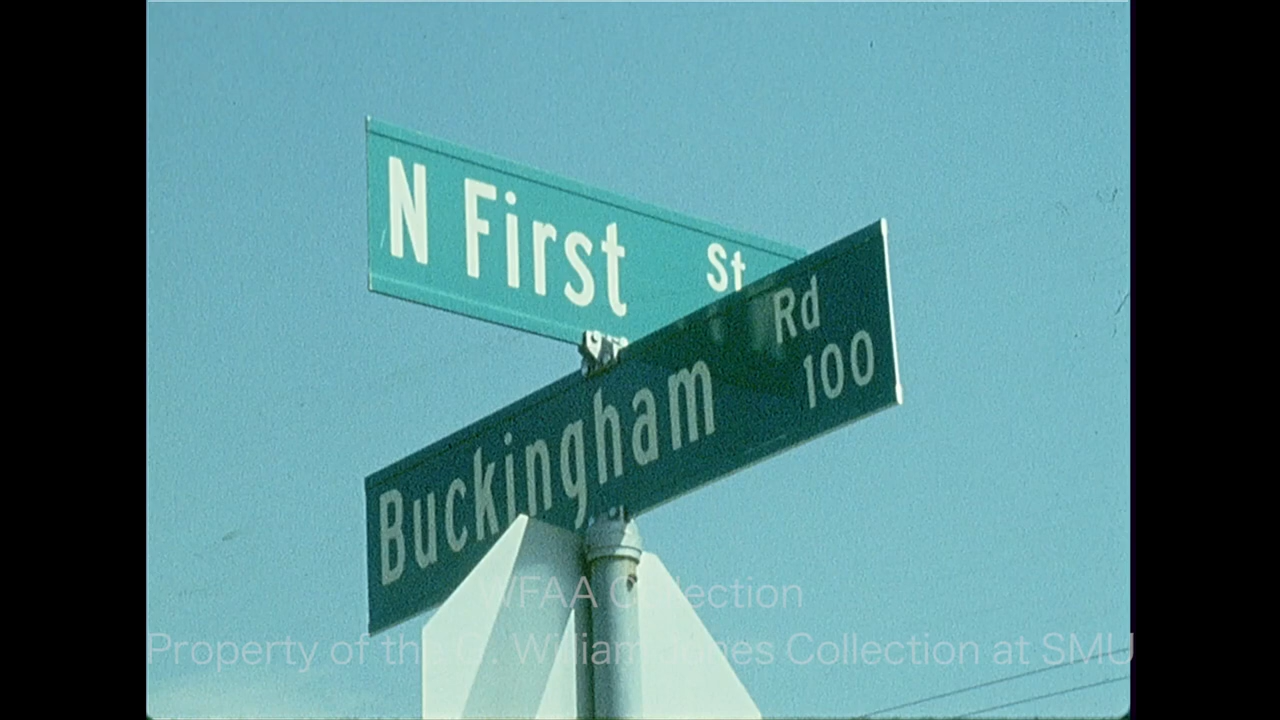 N First St
Buckingham Rd
100
WFAA Collection
Property of the G. William Jones Collection at SMU